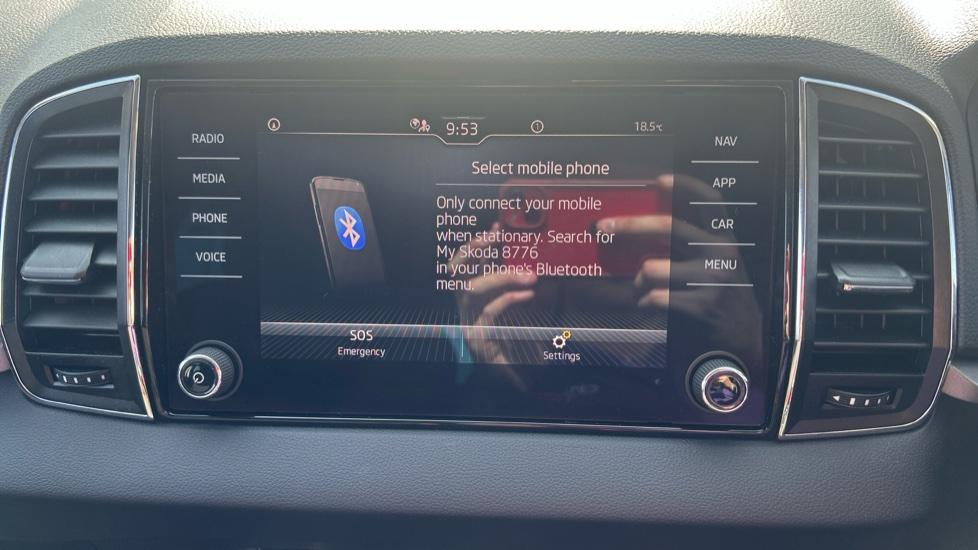 9:53
1
18.5°C
RADIO
MEDIA
PHONE
VOICE
Select mobile phone
Only connect your mobile
phone
when stationary. Search for
My Skoda 8776
in your phone's Bluetooth
menu.
SOS
Emergency
Settings
NAV
APP
CAR
MENU